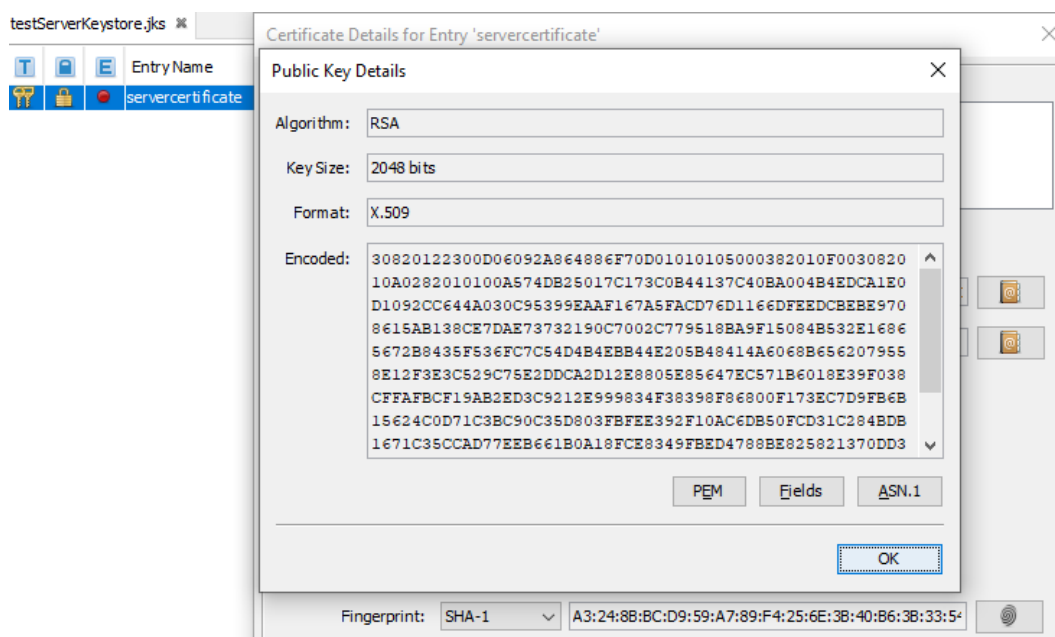 testServerKeystore.jks
Certificate Details for Entry 'servercertificate'
T E Entry Name
servercertificate
Public Key Details
Algorithm: RSA
Key Size: 2048 bits
Format: X.509
Encoded: 30820122300D06092A864886F70D01010105000382010F0030820
10A0282010100A574DB25017C173C0B44137C40BA004B4EDCA1E0
D1092CC644A030C95399EAAF167A5FACD76D1166DFEEDCBEBE970
8615AB138CE7DAE73732190C7002C779518BA9F15084B532E1686
5672B8435F536FC7C54D4B4EBB44E205B48414A6068B656207955
8E12F3E3C529C75E2DDCA2D12E8805E85647EC571B6018E39F038
CFFAFBCF19AB2ED3C9212E999834F38398F86800F173EC7D9FB6B
15624C0D71C3BC90C35D803FBFEE392F10AC6DB50FCD31C284BDB
1671C35CCAD77EEB661B0A18FCE8349FBED4788BE825821370DD3
PEM Fields ASN.1
OK
Fingerprint: SHA-1 A3:24:8B:BC:D9:59:A7:89:F4:25:6E:3B:40:B6:3B:33:54